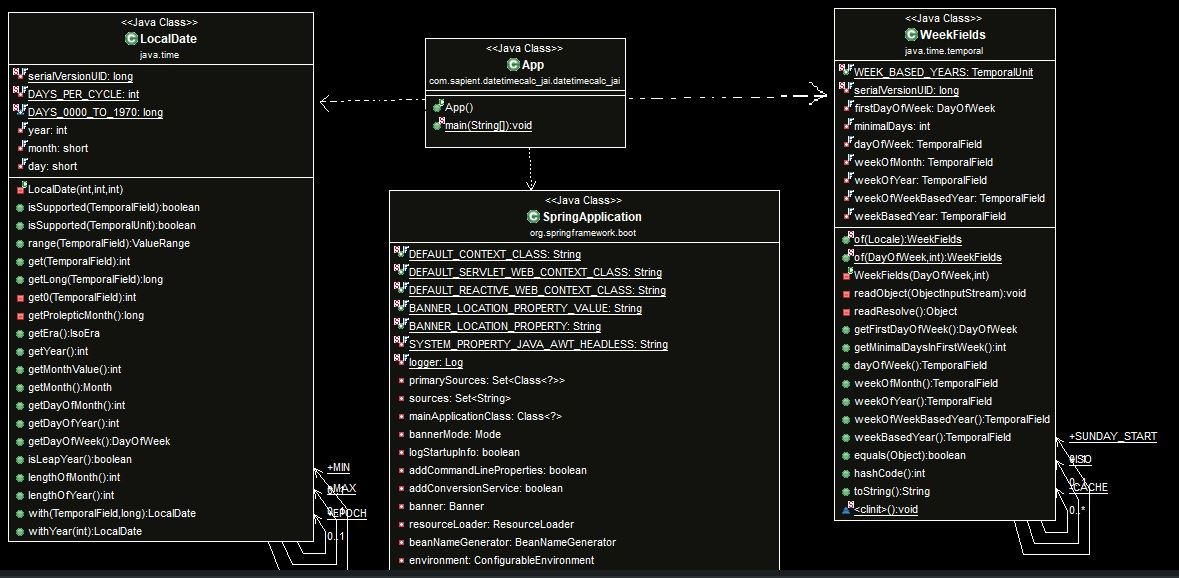 <<Java Class>>
LocalDate
java.time
serialVersionUID: long
DAYS_PER_CYCLE: int
DAYS_0000_TO_1970: long
year: int
month: short
day: short
LocalDate(int,int,int)
isSupported(TemporalField):boolean
isSupported(TemporalUnit):boolean
range(TemporalField):ValueRange
get(TemporalField):int
getLong(TemporalField):long
get0(TemporalField):int
getProlepticMonth():long
getEra():IsoEra
getYear():int
getMonthValue():int
getMonth():Month
getDayOfMonth():int
getDayOfYear():int
getDayOfWeek():DayOfWeek
isLeapYear():boolean
lengthOfMonth():int
lengthOfYear():int
with(TemporalField,long):LocalDate
withYear(int):LocalDate
+MIN
+MAX
+EPOCH
0..1
<<Java Class>>
App
com.sapient.datetimecalc_jai.datetimecalc_jai
App()
main(String[]):void
<<Java Class>>
SpringApplication
org.springframework.boot
DEFAULT_CONTEXT_CLASS: String
DEFAULT_SERVLET_WEB_CONTEXT_CLASS: String
DEFAULT_REACTIVE_WEB_CONTEXT_CLASS: String
BANNER_LOCATION_PROPERTY_VALUE: String
BANNER_LOCATION_PROPERTY: String
SYSTEM_PROPERTY_JAVA_AWT_HEADLESS: String
logger: Log
primarySources: Set<Class<?>>
sources: Set<String>
mainApplicationClass: Class<?>
bannerMode: Mode
logStartupInfo: boolean
addCommandLineProperties: boolean
addConversionService: boolean
banner: Banner
resourceLoader: ResourceLoader
beanNameGenerator: BeanNameGenerator
environment: ConfigurableEnvironment
<<Java Class>>
WeekFields
java.time.temporal
WEEK_BASED_YEARS: TemporalUnit
serialVersionUID: long
firstDayOfWeek: DayOfWeek
minimalDays: int
dayOfWeek: TemporalField
weekOfMonth: TemporalField
weekOfYear: TemporalField
weekOfWeekBasedYear: TemporalField
weekBasedYear: TemporalField
of(Locale):WeekFields
of(DayOfWeek,int):WeekFields
WeekFields(DayOfWeek,int)
readObject(ObjectInputStream):void
readResolve():Object
getFirstDayOfWeek():DayOfWeek
getMinimalDaysInFirstWeek():int
dayOfWeek():TemporalField
weekOfMonth():TemporalField
weekOfYear():TemporalField
weekOfWeekBasedYear():TemporalField
weekBasedYear():TemporalField
equals(Object):boolean
hashCode():int
toString():String
<clinit>():void
+SUNDAY_START
-CACHE
0..*